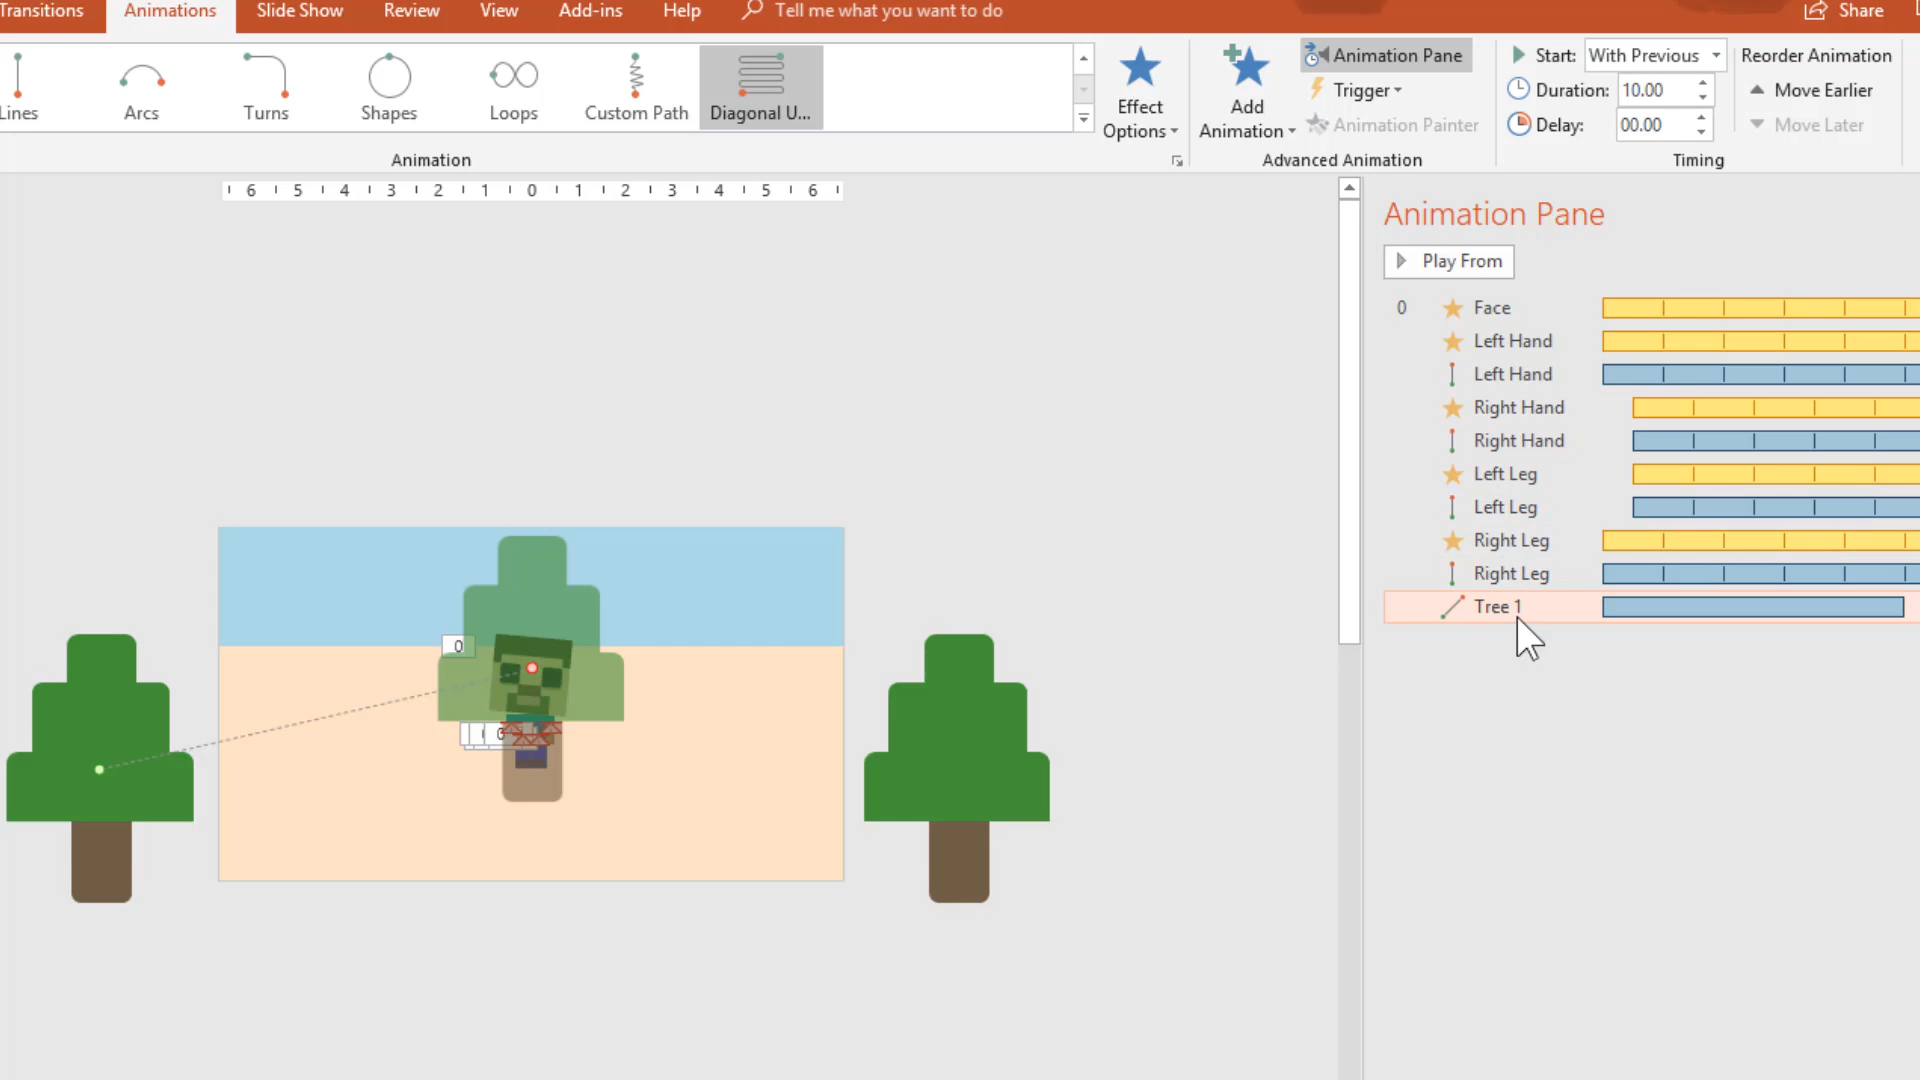 Transitions Animations Slide Show Review View Add-ins Help Tell me what you want to do Share
Lines Arcs Turns Shapes Loops Custom Path Diagonal U...
Effect Options
Add Animation
Animation Pane
Trigger
Animation Painter
Start: With Previous
Duration: 10.00
Delay: 00.00
Reorder Animation
Move Earlier
Move Later
Animation
Advanced Animation
Timing
6 5 4 3 2 1 0 1 2 3 4 5 6
Animation Pane
Play From
0 Face
Left Hand
Left Hand
Right Hand
Right Hand
Left Leg
Left Leg
Right Leg
Right Leg
Tree 1
0
0